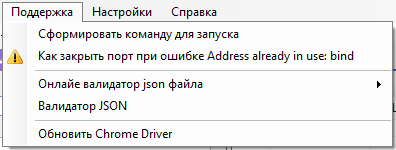 Поддержка Настройки Справка
Сформировать команду для запуска
Как закрыть порт при ошибке Address already in use: bind
Онлайе валидатор json файла
Валидатор JSON
Обновить Chrome Driver